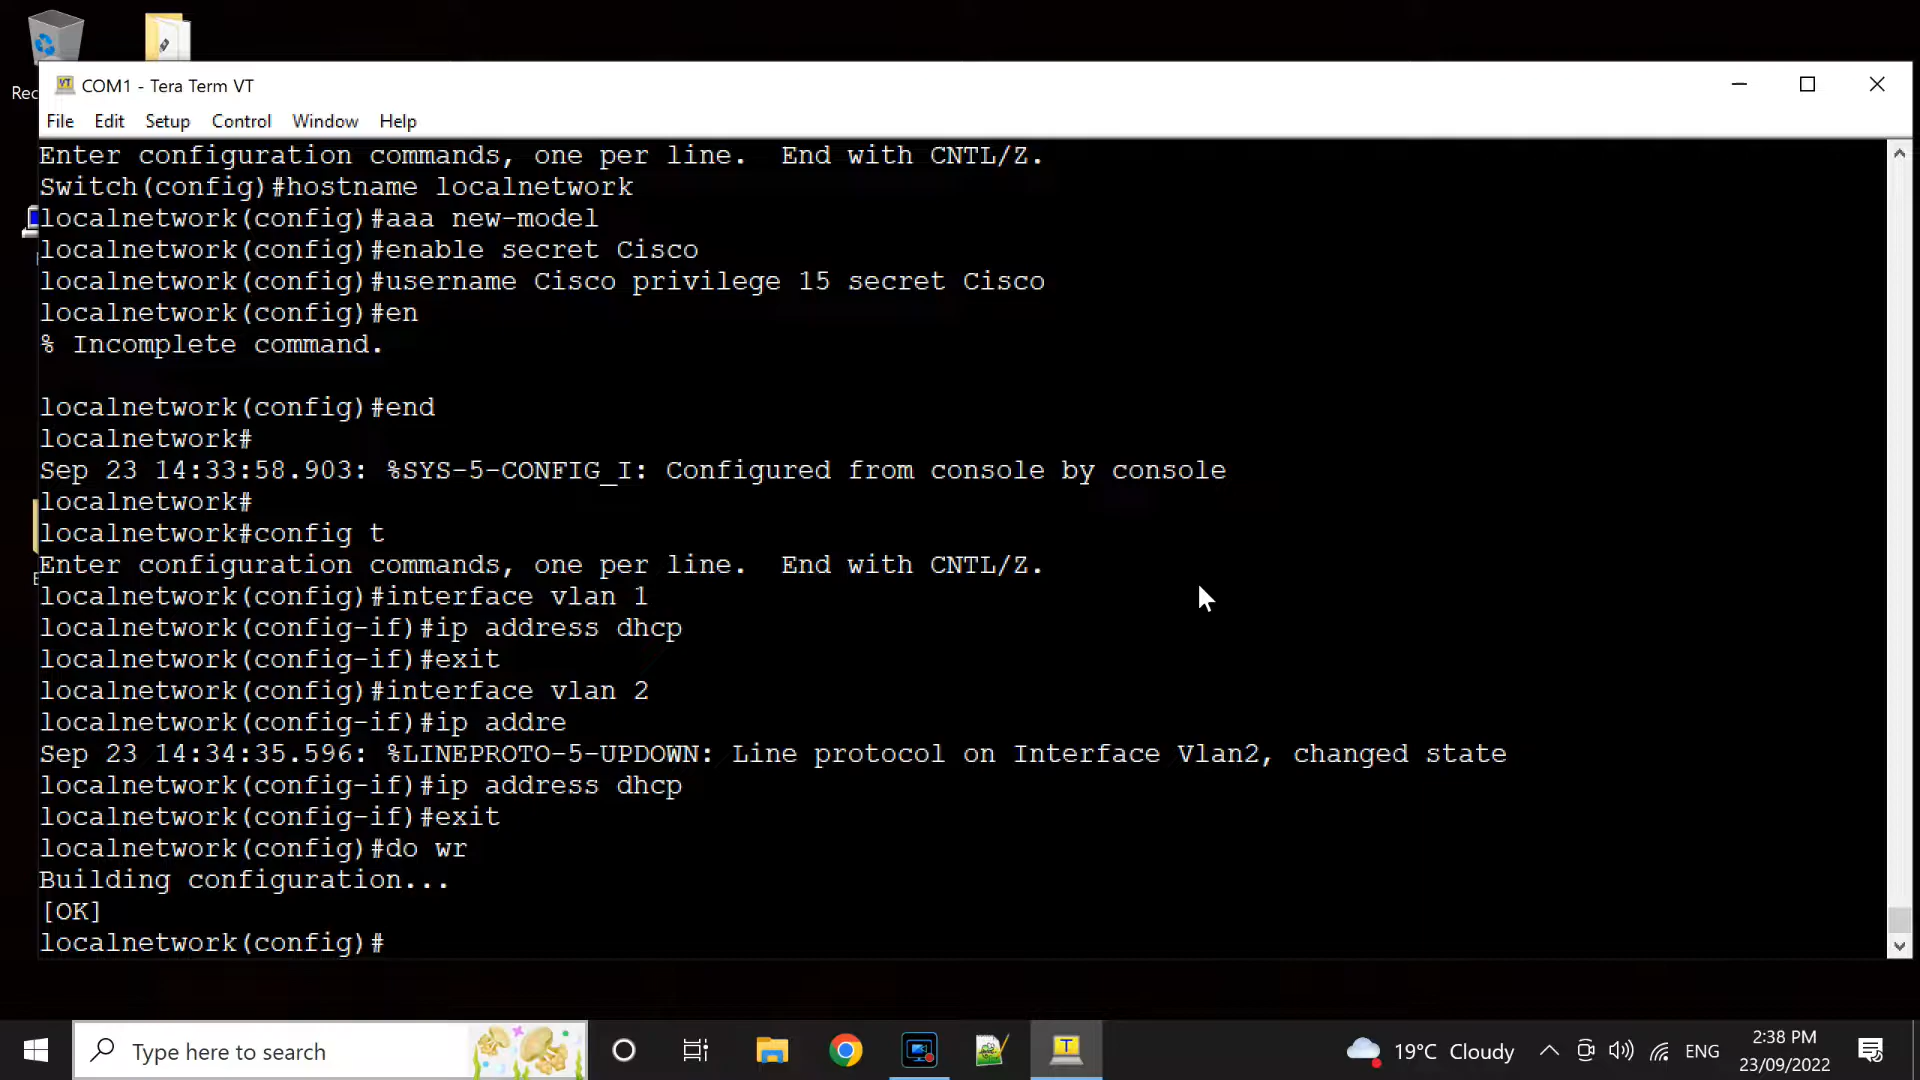 Rec
COM1 - Tera Term VT
File Edit Setup Control Window Help
Enter configuration commands, one per line.  End with CNTL/Z.
Switch(config)#hostname localnetwork
localnetwork(config)#aaa new-model
localnetwork(config)#enable secret Cisco
localnetwork(config)#username Cisco privilege 15 secret Cisco
localnetwork(config)#en
% Incomplete command.
localnetwork(config)#end
localnetwork#
Sep 23 14:33:58.903: %SYS-5-CONFIG_I: Configured from console by console
localnetwork#
localnetwork#config t
Enter configuration commands, one per line.  End with CNTL/Z.
localnetwork(config)#interface vlan 1
localnetwork(config-if)#ip address dhcp
localnetwork(config-if)#exit
localnetwork(config)#interface vlan 2
localnetwork(config-if)#ip addre
Sep 23 14:34:35.596: %LINEPROTO-5-UPDOWN: Line protocol on Interface Vlan2, changed state
localnetwork(config-if)#ip address dhcp
localnetwork(config-if)#exit
localnetwork(config)#do wr
Building configuration...
[OK]
localnetwork(config)#
Type here to search
19°C Cloudy
ENG
2:38 PM
23/09/2022